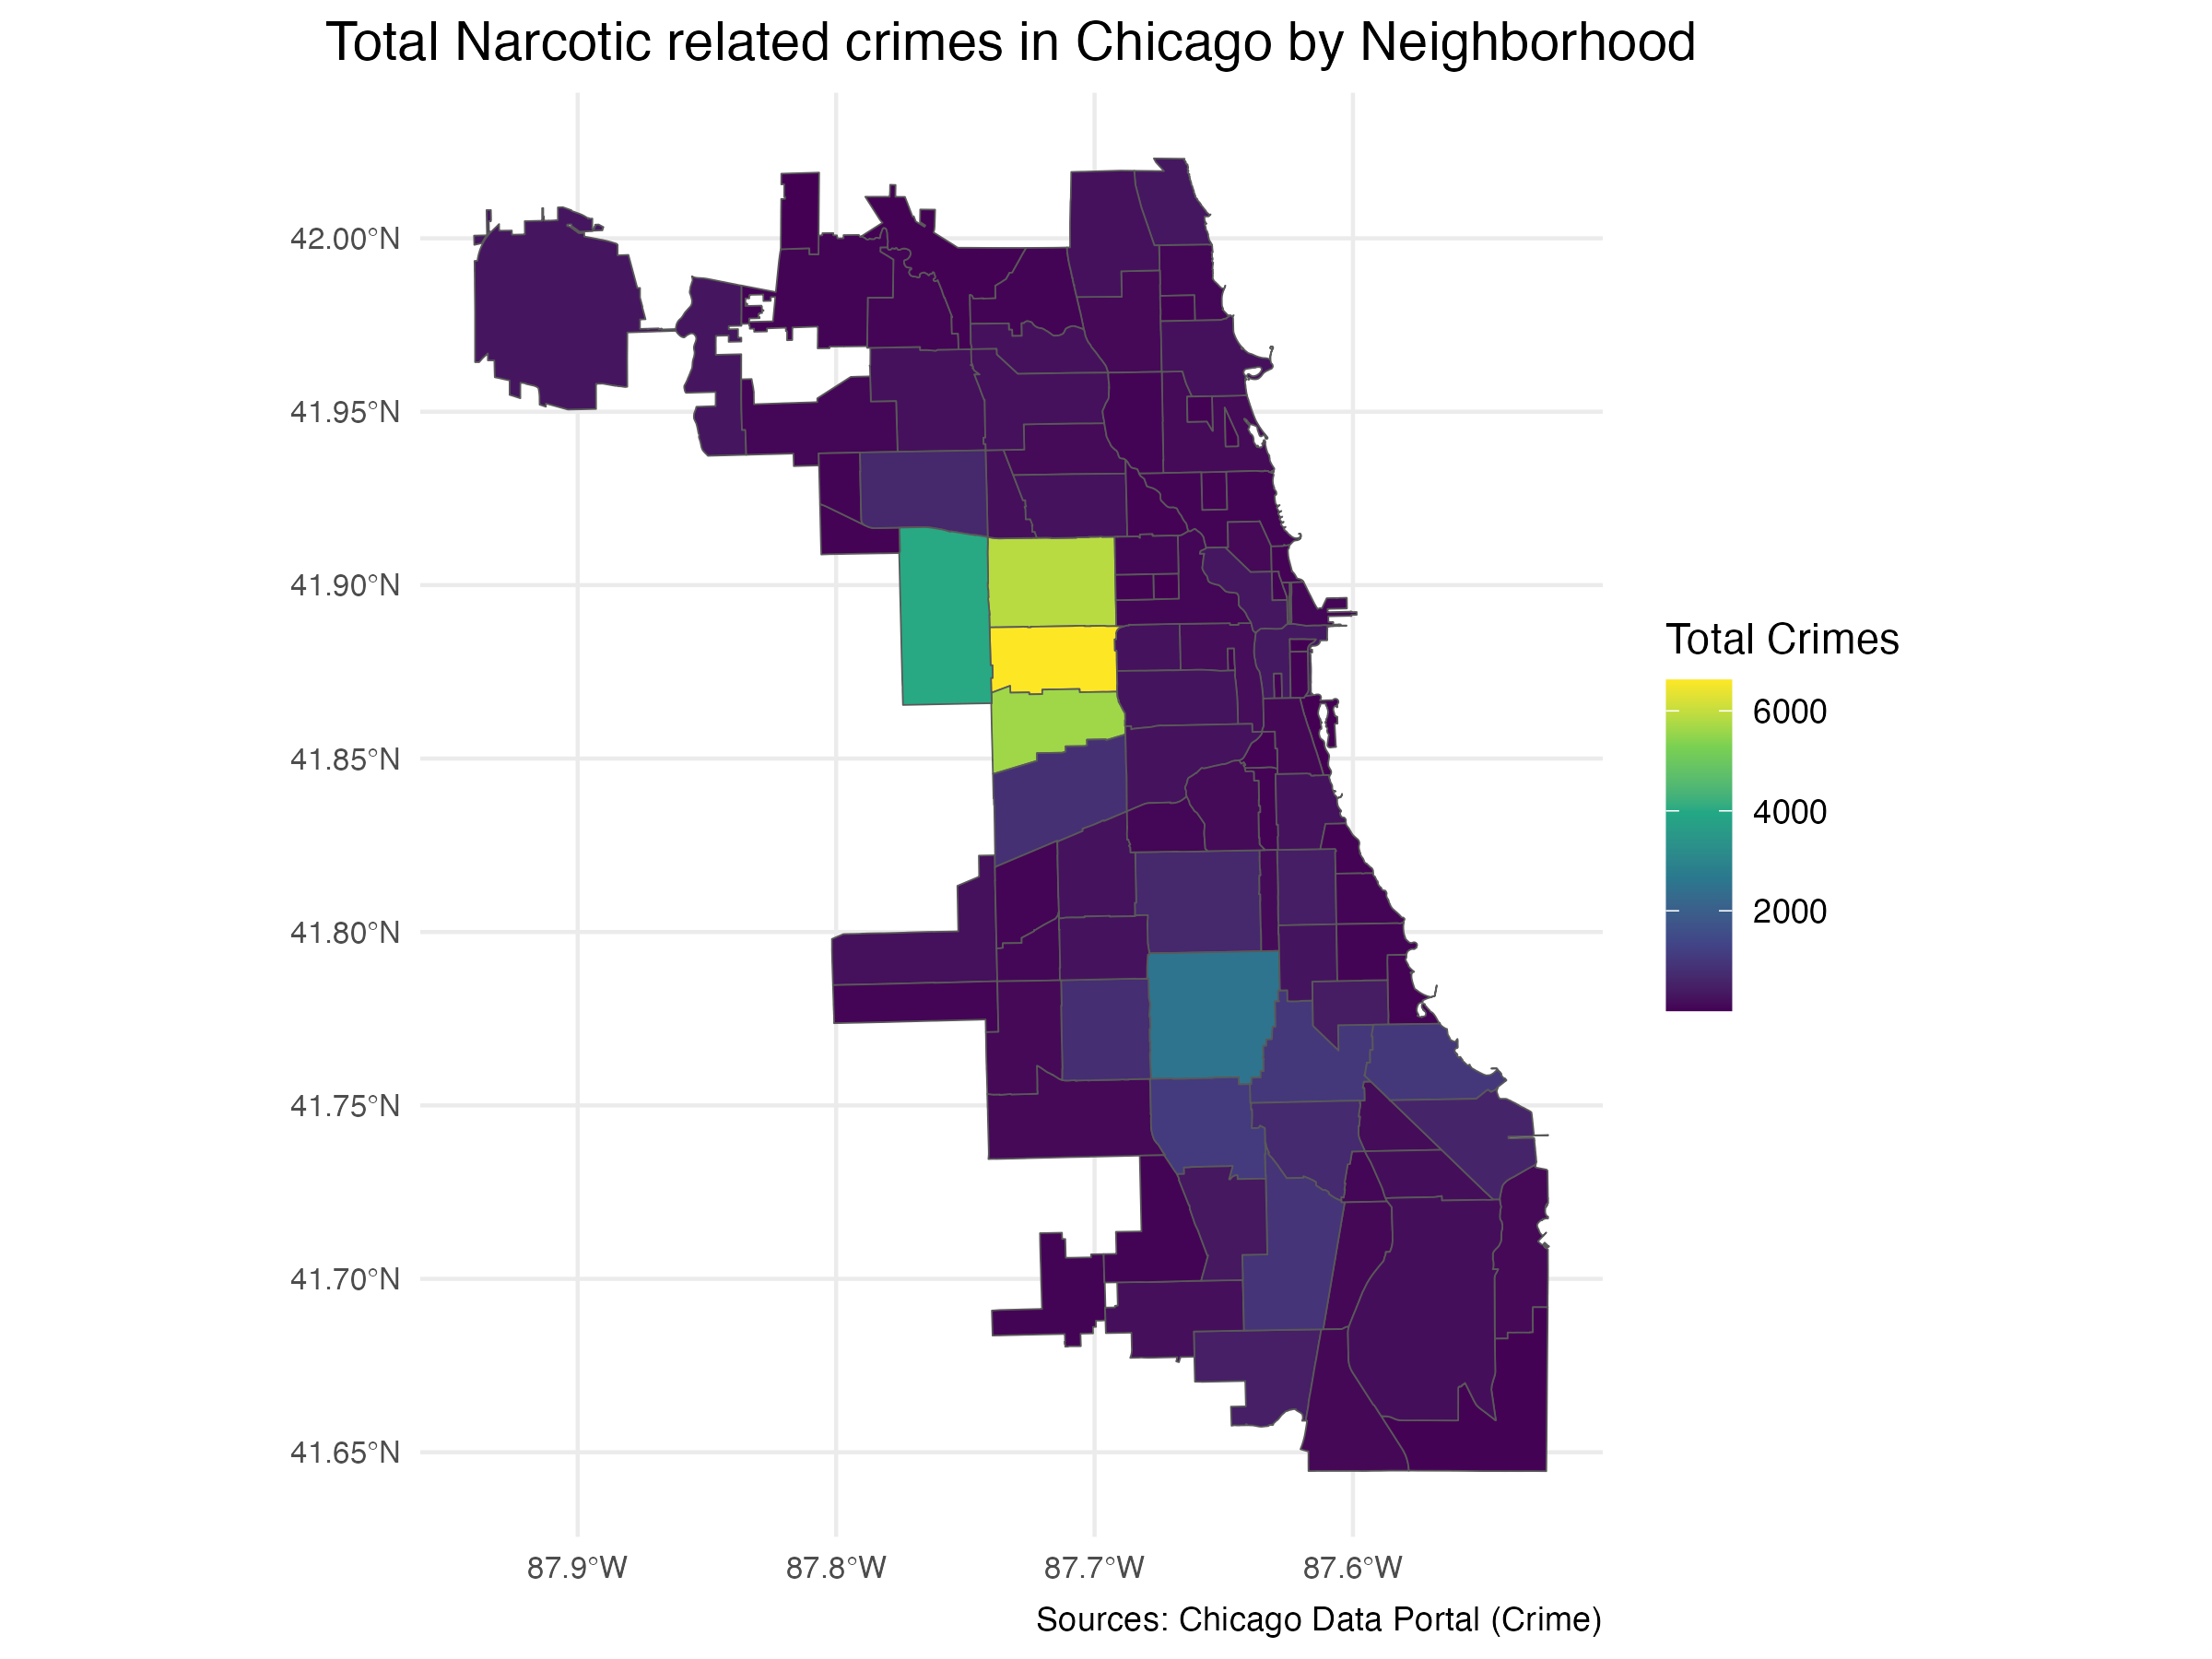 Total Narcotic related crimes in Chicago by Neighborhood
42.00°N
41.95°N
41.90°N
41.85°N
41.80°N
41.75°N
41.70°N
41.65°N
87.9°W
87.8°W
87.7°W
87.6°W
Total Crimes
6000
4000
2000
Sources: Chicago Data Portal (Crime)